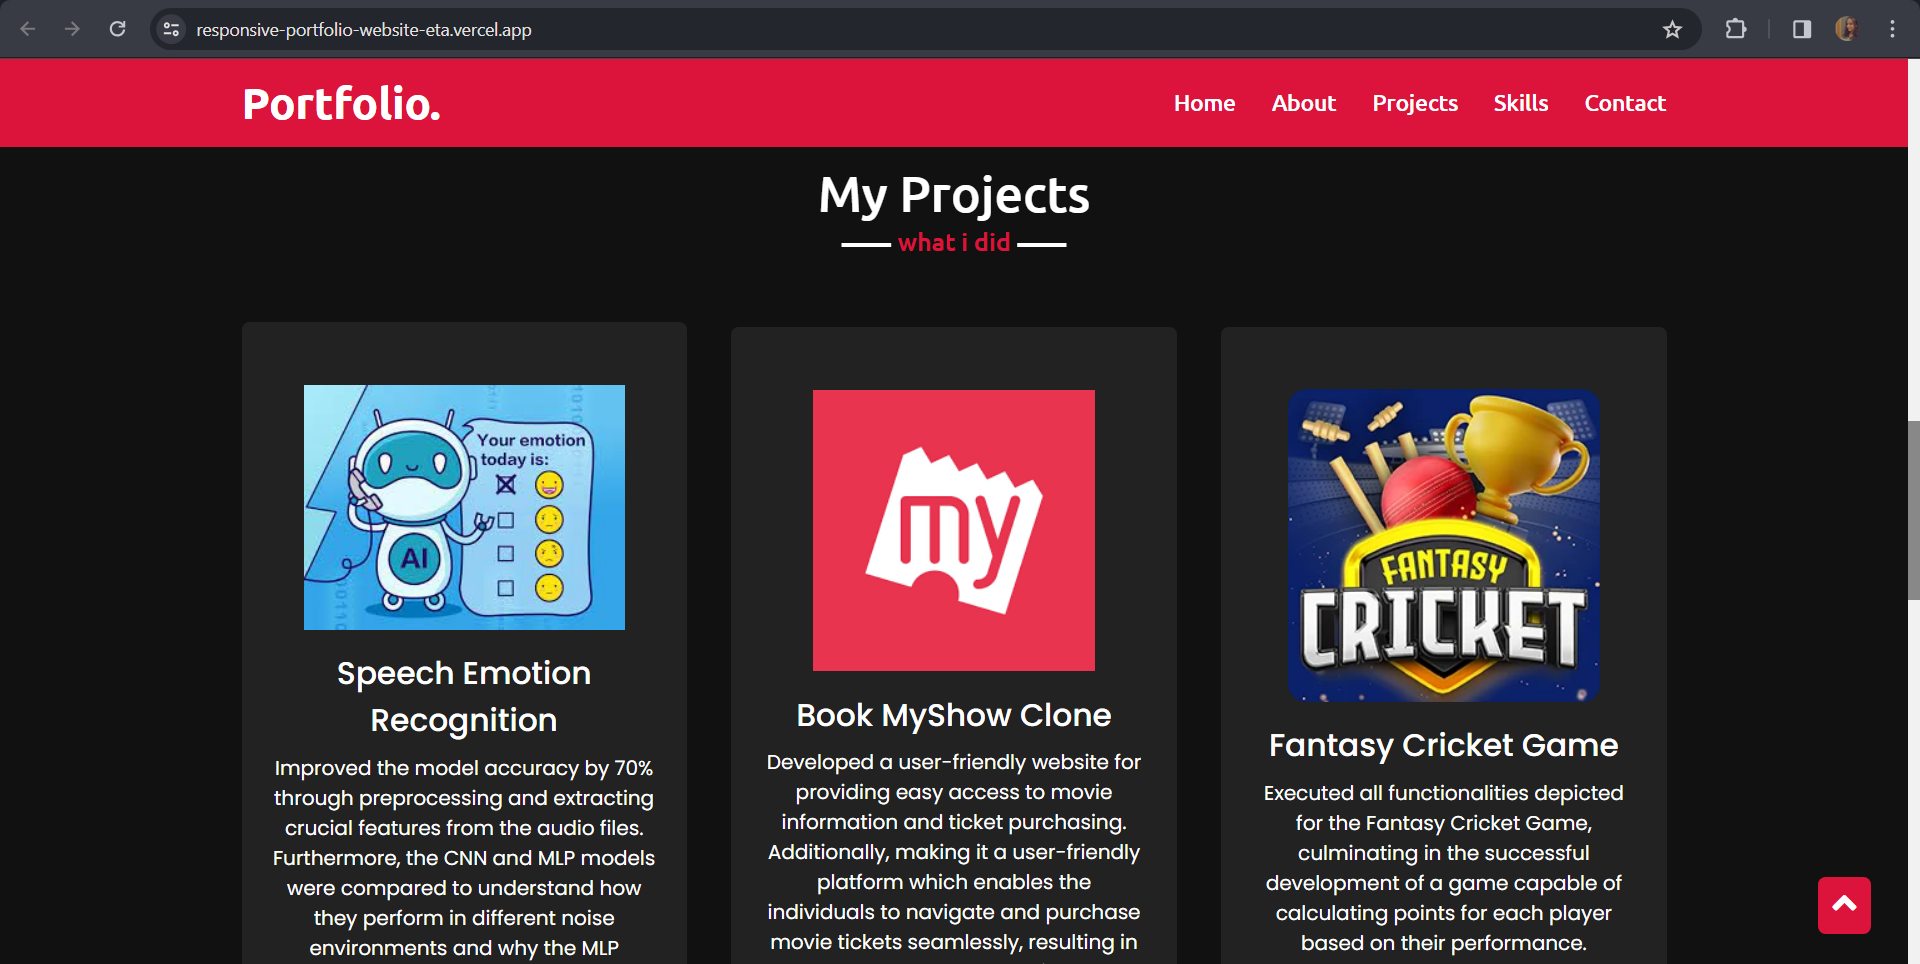 responsive-portfolio-website-eta.vercel.app
Portfolio.
Home About Projects Skills Contact
My Projects
what i did
Your emotion
today is:
AI
Speech Emotion
Recognition
Improved the model accuracy by 70%
through preprocessing and extracting
crucial features from the audio files.
Furthermore, the CNN and MLP models
were compared to understand how
they perform in different noise
environments and why the MLP
my
Book MyShow Clone
Developed a user-friendly website for
providing easy access to movie
information and ticket purchasing.
Additionally, making it a user-friendly
platform which enables the
individuals to navigate and purchase
movie tickets seamlessly, resulting in
FANTASY
CRICKET
Fantasy Cricket Game
Executed all functionalities depicted
for the Fantasy Cricket Game,
culminating in the successful
development of a game capable of
calculating points for each player
based on their performance.